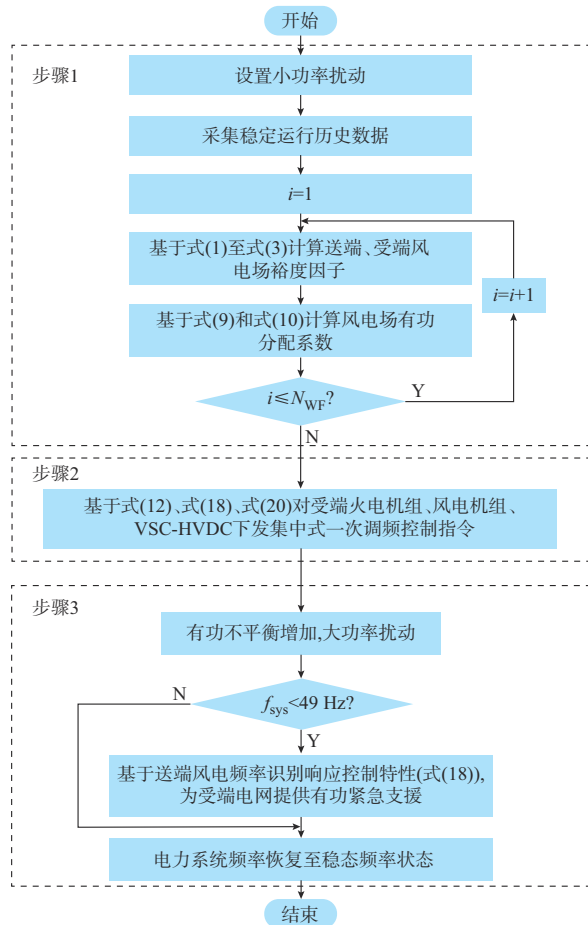 开始
步骤1
设置小功率扰动
采集稳定运行历史数据
i=1
基于式(1)至式(3)计算送端、受端风
电场裕度因子
i=i+1
基于式(9)和式(10)计算风电场有功
分配系数
i≤N_WF?
Y
N
步骤2
基于式(12)、式(18)、式(20)对受端火电机组、风电机组、
VSC-HVDC下发集中式一次调频控制指令
步骤3
有功不平衡增加,大功率扰动
N
f_sys<49 Hz?
Y
基于送端风电频率识别响应控制特性(式(18)),
为受端电网提供有功紧急支援
电力系统频率恢复至稳态频率状态
结束